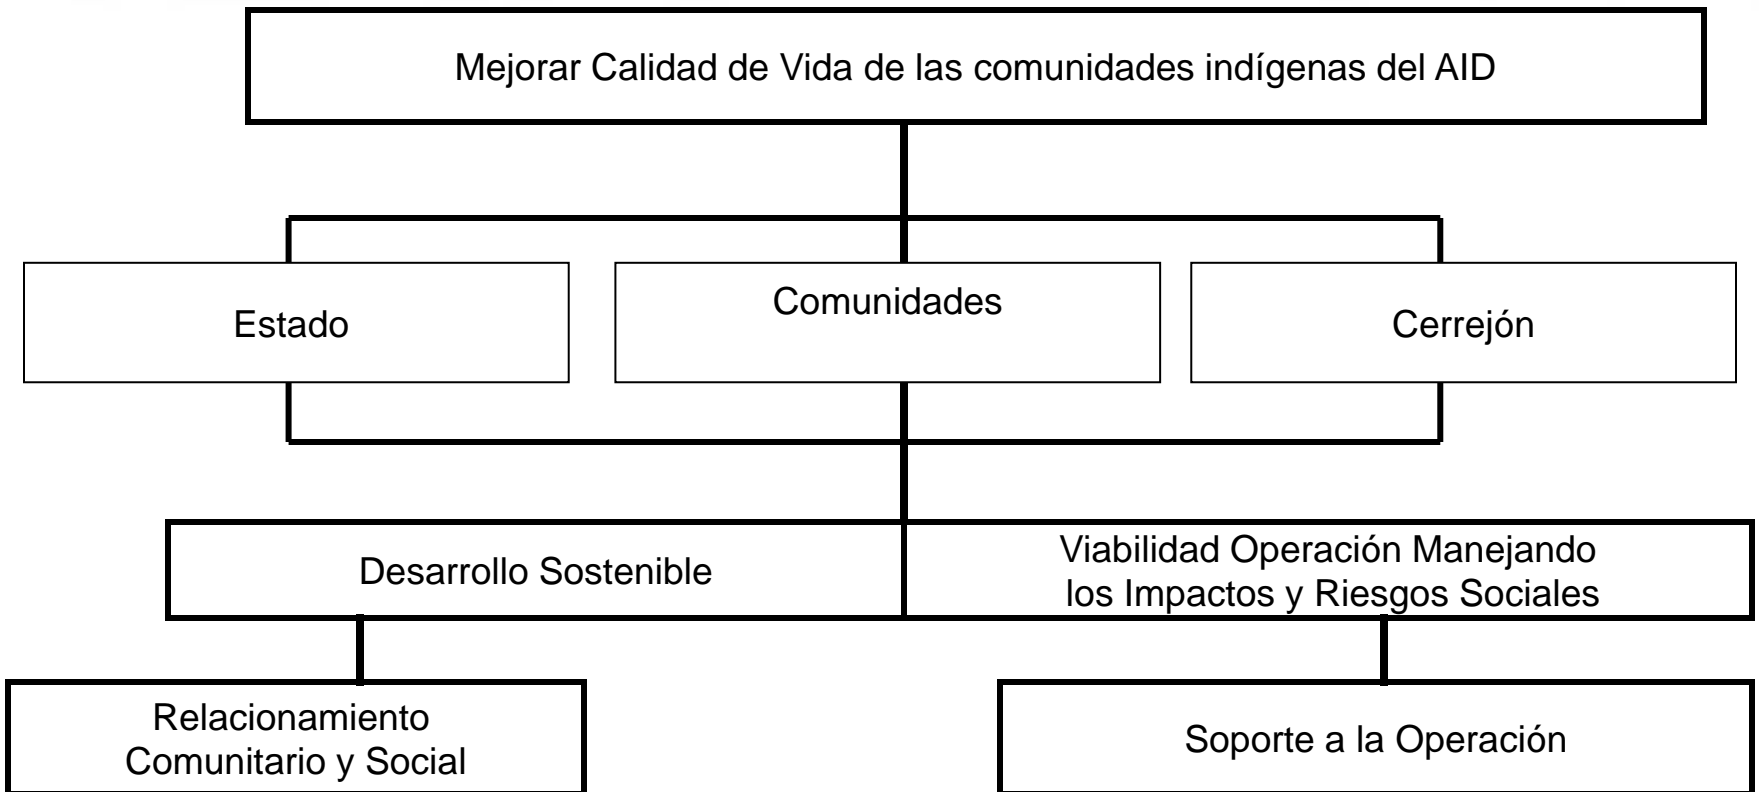 Mejorar Calidad de Vida de las comunidades indígenas del AID
Estado
Comunidades
Cerrejón
Desarrollo Sostenible
Viabilidad Operación Manejando
los Impactos y Riesgos Sociales
Relacionamiento
Comunitario y Social
Soporte a la Operación